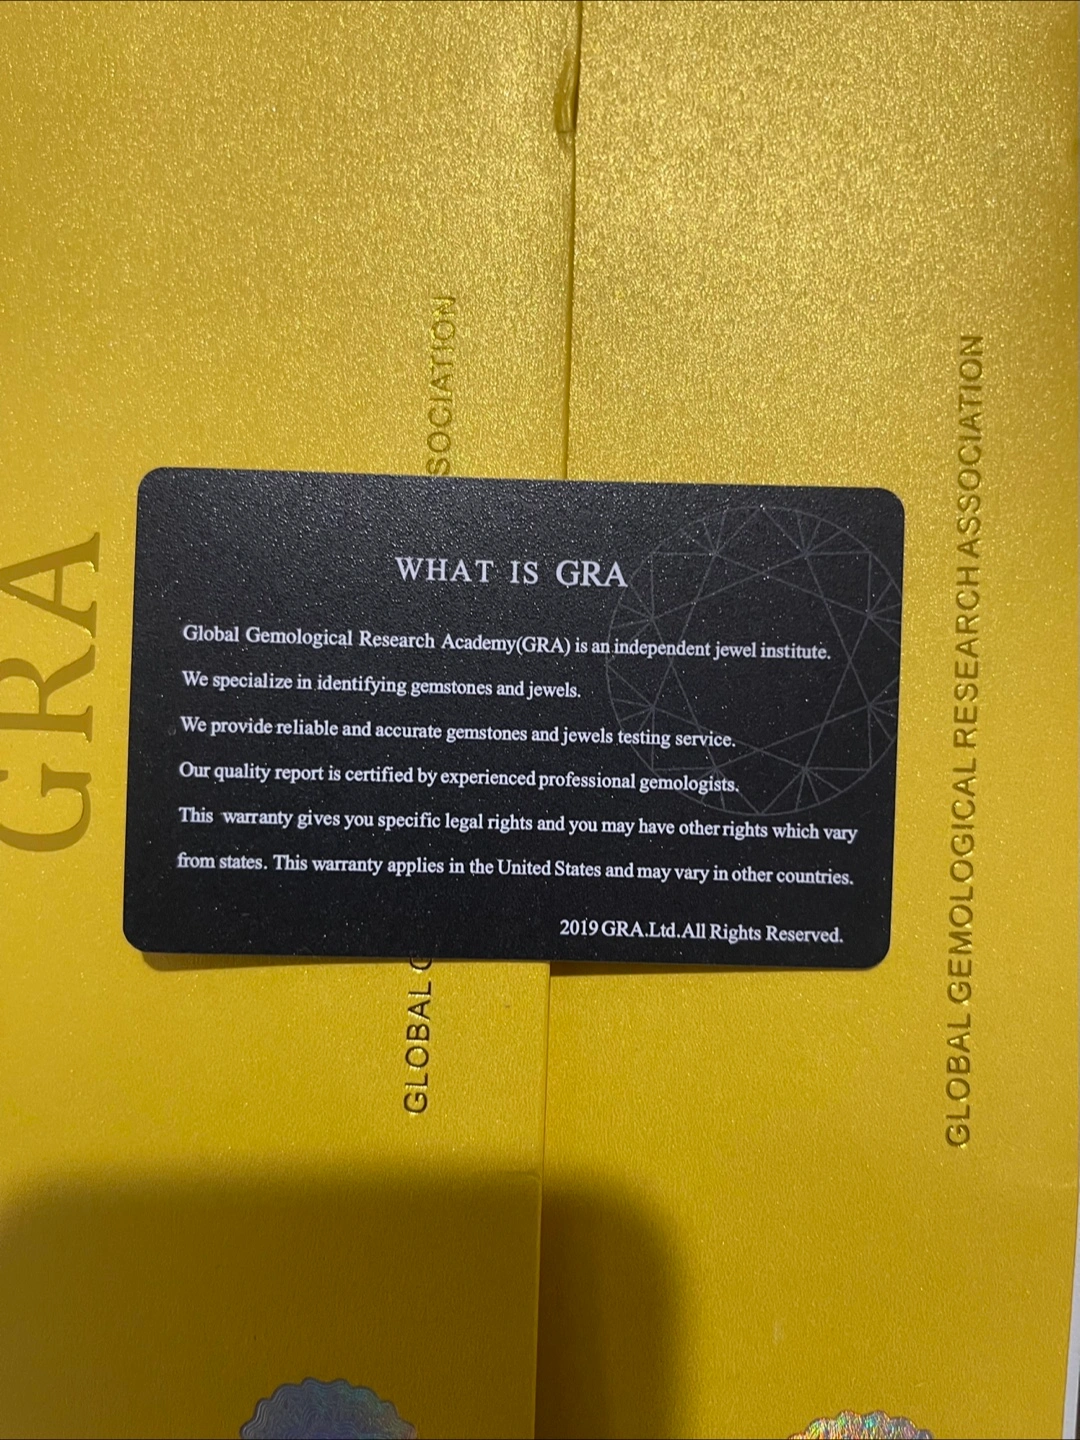 WHAT IS GRA
Global Gemological Research Academy(GRA) is an independent jewel institute.
We specialize in identifying gemstones and jewels.
We provide reliable and accurate gemstones and jewels testing service.
Our quality report is certified by experienced professional gemologists.
This warranty gives you specific legal rights and you may have other rights which vary
from states. This warranty applies in the United States and may vary in other countries.
2019 GRA.Ltd.All Rights Reserved.
GRA
GLOBAL G
SOCIATION
GLOBAL GEMOLOGICAL RESEARCH ASSOCIATION